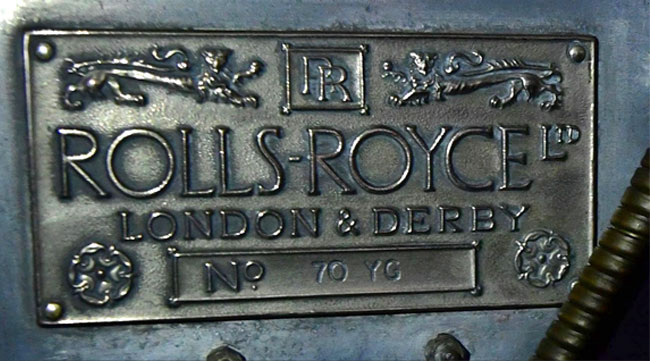 RR
ROLLS-ROYCE LTD
LONDON & DERBY
No 70 YG